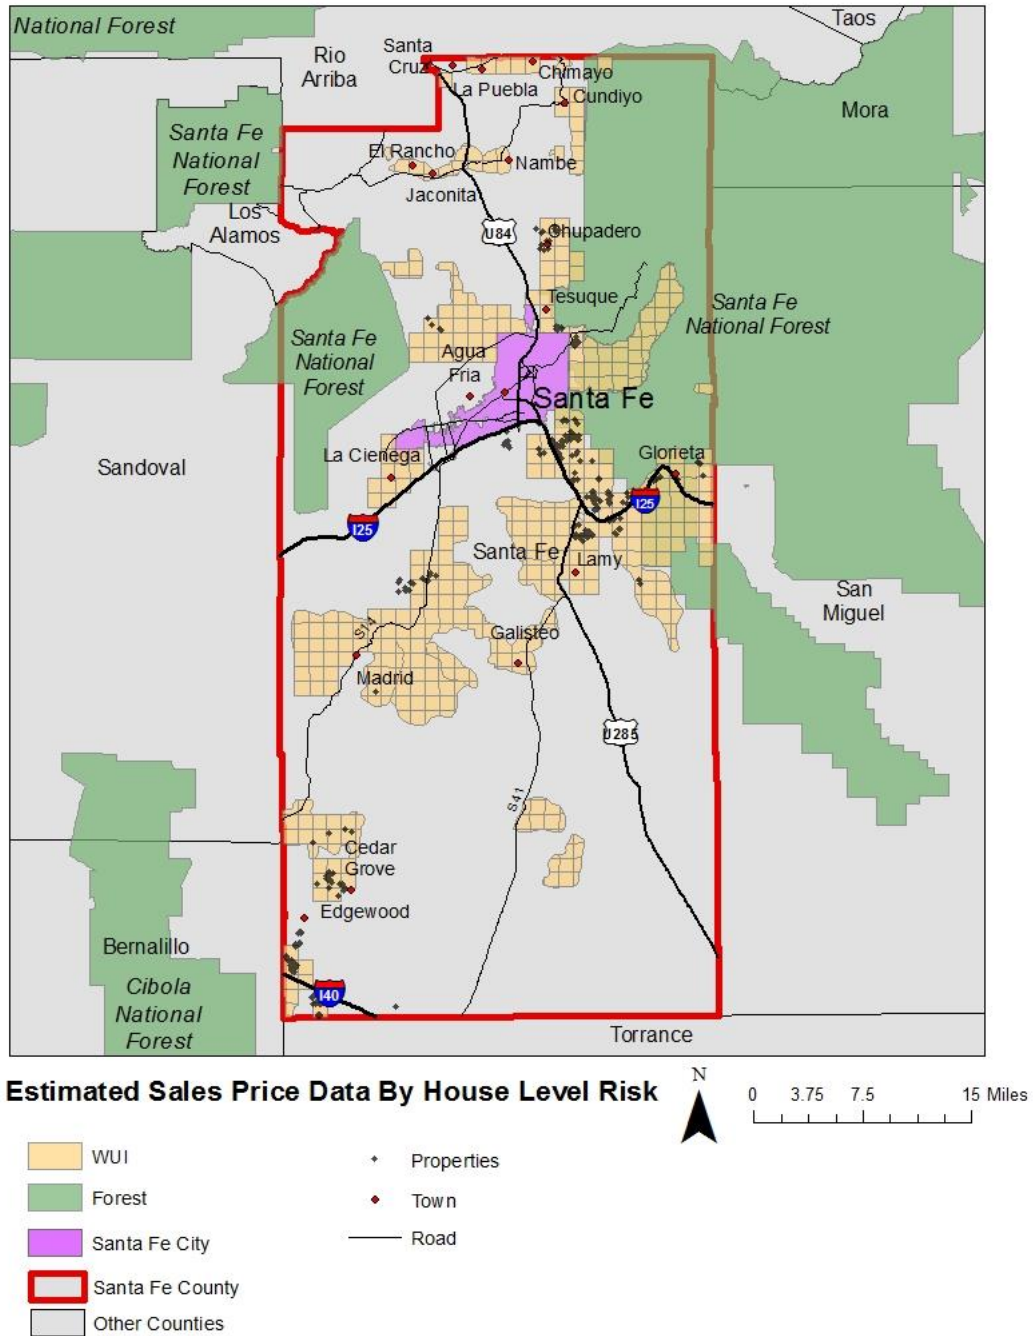 National Forest
Taos
Rio
Arriba
Santa
Cruz
Chimayo
La Puebla
Cundiyo
Mora
Santa Fe
National
Forest
El Rancho
Nambe
Jaconita
Los
Alamos
U84
Chupadero
Tesuque
Santa Fe
National Forest
Santa Fe
National
Forest
Agua
Fria
Santa Fe
Sandoval
La Cienega
Glorieta
I25
I25
Santa Fe
Lamy
San
Miguel
S14
Galisteo
Madrid
U285
S41
Cedar
Grove
Edgewood
Bernalillo
Cibola
National
Forest
I40
Torrance
Estimated Sales Price Data By House Level Risk
N
0 3.75 7.5 15 Miles
WUI
Forest
Santa Fe City
Santa Fe County
Other Counties
Properties
Town
Road